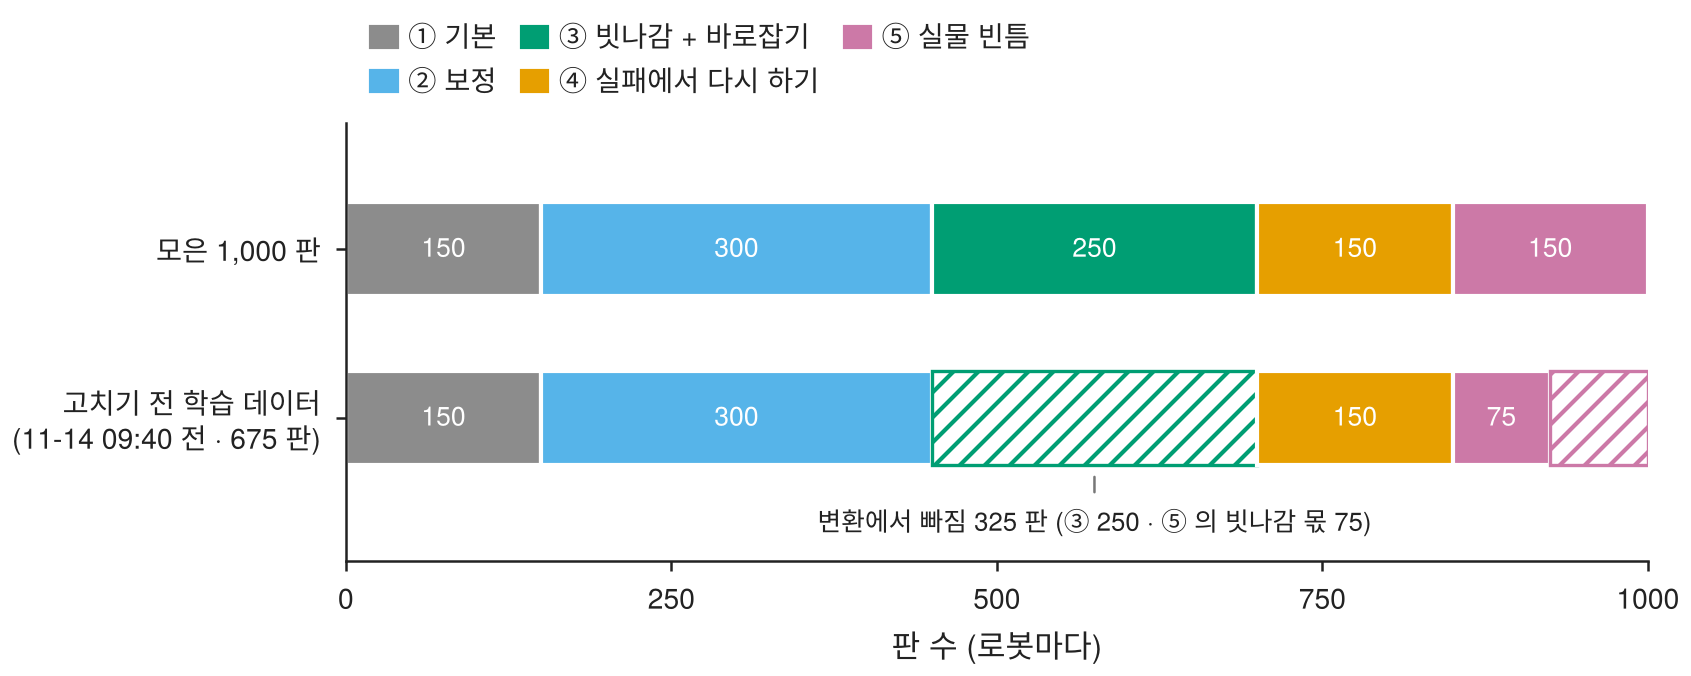 ① 기본
② 보정
③ 빗나감 + 바로잡기
④ 실패에서 다시 하기
⑤ 실물 빈틈
모은 1,000 판
150
300
250
150
150
고치기 전 학습 데이터
(11-14 09:40 전 · 675 판)
150
300
150
75
변환에서 빠짐 325 판 (③ 250 · ⑤ 의 빗나감 몫 75)
0
250
500
750
1000
판 수 (로봇마다)